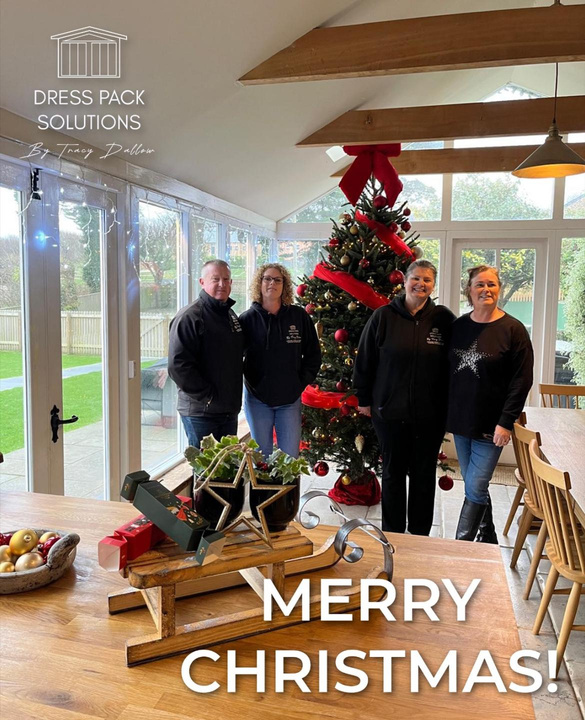 DRESS PACK
SOLUTIONS
By Tracy Dallow
MERRY
CHRISTMAS!